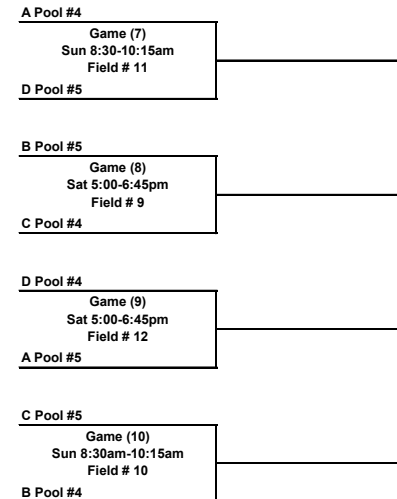 A Pool #4
Game (7)
Sun 8:30-10:15am
Field # 11
D Pool #5
B Pool #5
Game (8)
Sat 5:00-6:45pm
Field # 9
C Pool #4
D Pool #4
Game (9)
Sat 5:00-6:45pm
Field # 12
A Pool #5
C Pool #5
Game (10)
Sun 8:30am-10:15am
Field # 10
B Pool #4